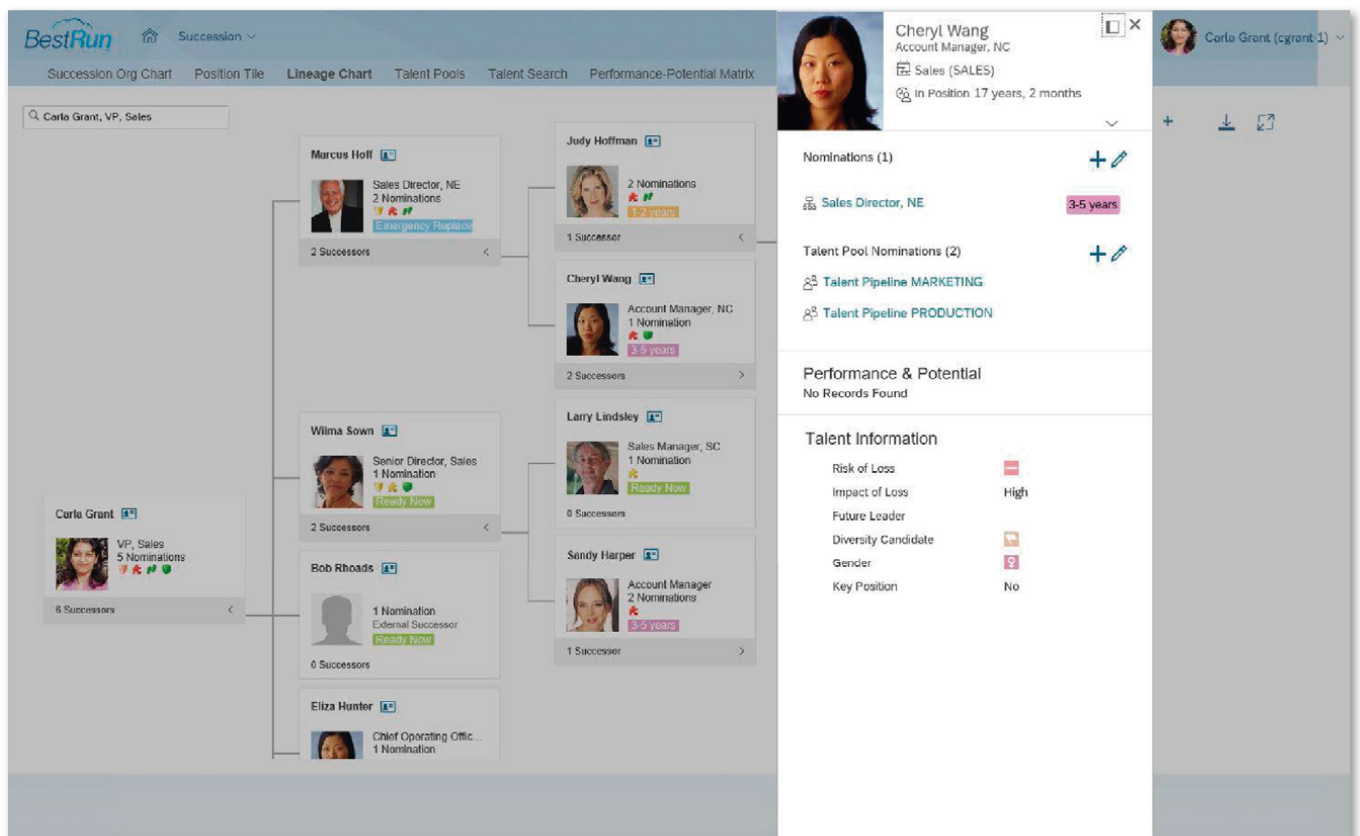 BestRun
Succession
Carla Grant (cgrant-1)
Succession Org Chart
Position Tile
Lineage Chart
Talent Pools
Talent Search
Performance-Potential Matrix
Carla Grant, VP, Sales
Carla Grant
VP, Sales
5 Nominations
6 Successors
Marcus Hoff
Sales Director, NE
2 Nominations
Emergency Replace
2 Successors
Wilma Sown
Senior Director, Sales
1 Nomination
Ready Now
2 Successors
Bob Rhoads
1 Nomination
External Successor
Ready Now
0 Successors
Eliza Hunter
Chief Operating Offic...
1 Nomination
Judy Hoffman
2 Nominations
1-2 years
1 Successor
Cheryl Wang
Account Manager, NC
1 Nomination
3-5 years
2 Successors
Larry Lindsley
Sales Manager, SC
1 Nomination
Ready Now
0 Successors
Sandy Harper
Account Manager
2 Nominations
3-5 years
1 Successor
Cheryl Wang
Account Manager, NC
Sales (SALES)
In Position 17 years, 2 months
Nominations (1)
Sales Director, NE
3-5 years
Talent Pool Nominations (2)
Talent Pipeline MARKETING
Talent Pipeline PRODUCTION
Performance & Potential
No Records Found
Talent Information
Risk of Loss
Impact of Loss High
Future Leader
Diversity Candidate
Gender
Key Position No